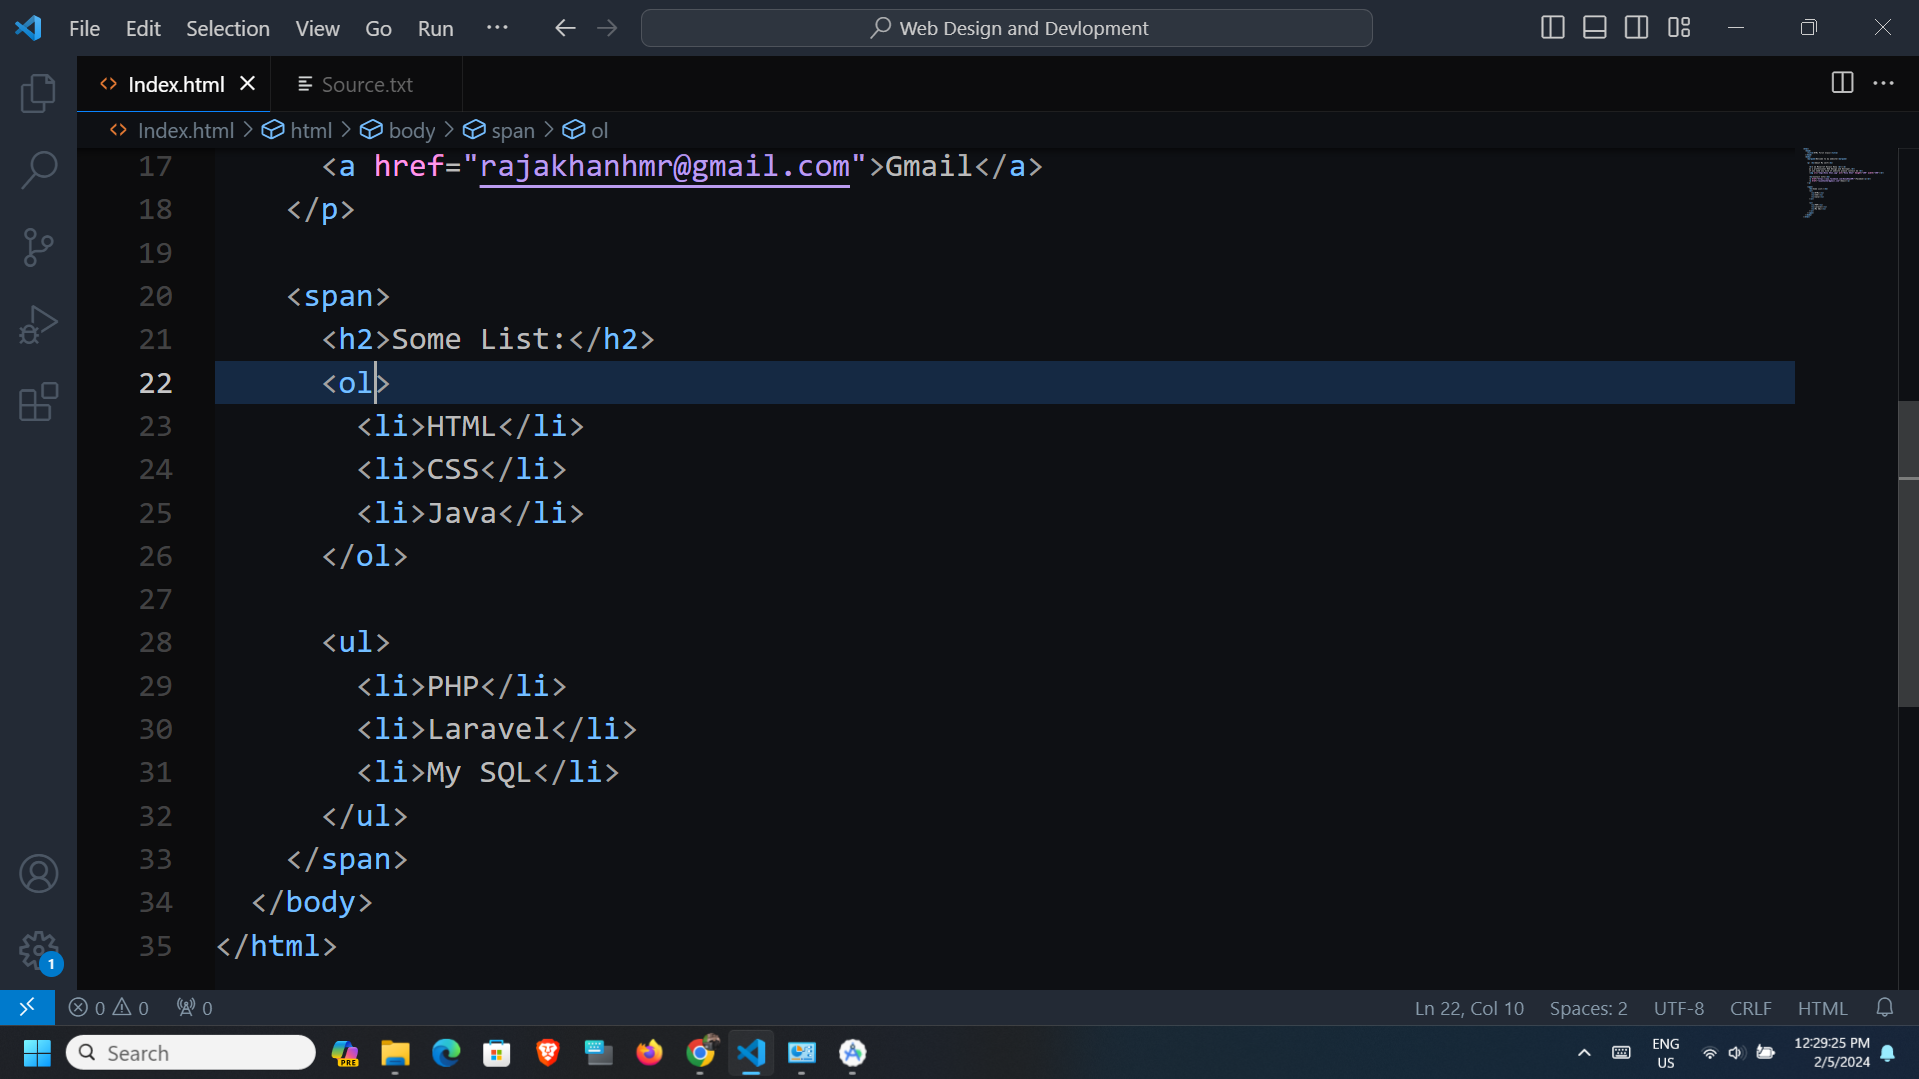 File Edit Selection View Go Run ··· Web Design and Devlopment
Index.html Source.txt
Index.html > html > body > span > ol
17 <a href="rajakhanhmr@gmail.com">Gmail</a>
18 </p>
19
20 <span>
21 <h2>Some List:</h2>
22 <ol>
23 <li>HTML</li>
24 <li>CSS</li>
25 <li>Java</li>
26 </ol>
27
28 <ul>
29 <li>PHP</li>
30 <li>Laravel</li>
31 <li>My SQL</li>
32 </ul>
33 </span>
34 </body>
35 </html>
1
0 0 0 Ln 22, Col 10 Spaces: 2 UTF-8 CRLF HTML
Search PRE ENG 12:29:25 PM
US 2/5/2024